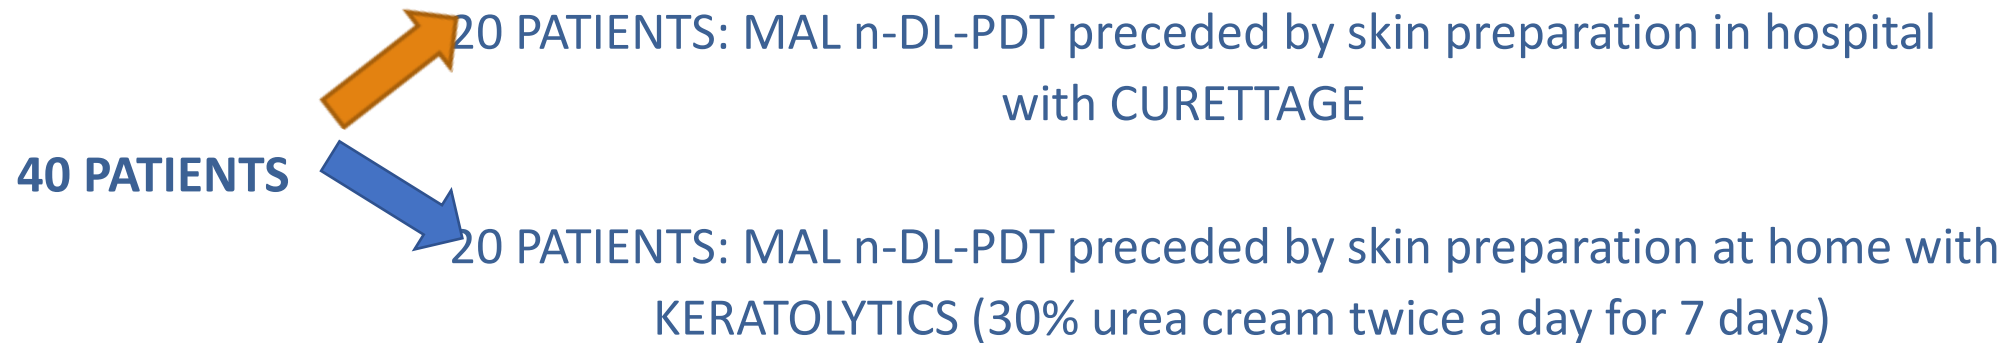 20 PATIENTS: MAL n-DL-PDT preceded by skin preparation in hospital
with CURETTAGE
40 PATIENTS
20 PATIENTS: MAL n-DL-PDT preceded by skin preparation at home with
KERATOLYTICS (30% urea cream twice a day for 7 days)